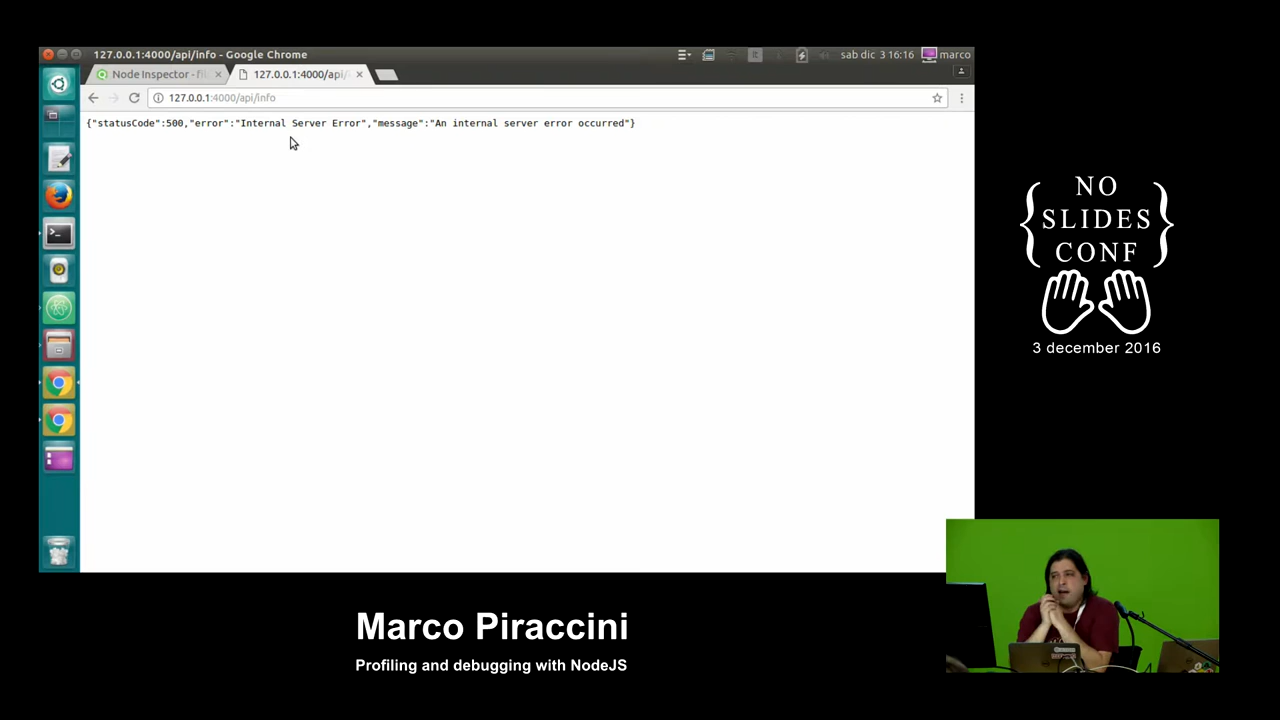 127.0.0.1:4000/api/info - Google Chrome
sab dic 3 16:16
marco
Node Inspector - fi
127.0.0.1:4000/api/
127.0.0.1:4000/api/info
{"statusCode":500,"error":"Internal Server Error","message":"An internal server error occurred"}
NO
SLIDES
CONF
3 december 2016
Marco Piraccini
Profiling and debugging with NodeJS